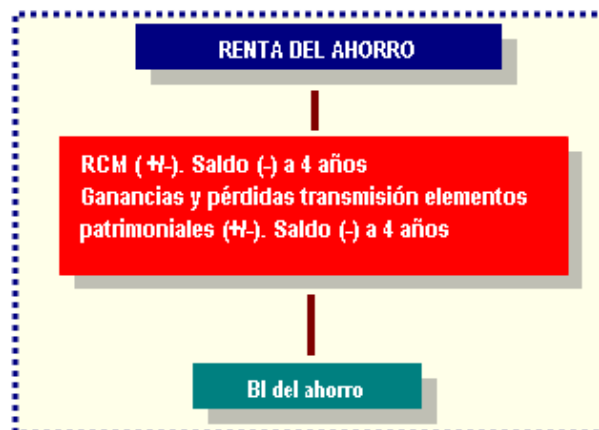 RENTA DEL AHORRO
RCM (+/-). Saldo (-) a 4 años
Ganancias y pérdidas transmisión elementos
patrimoniales (+/-). Saldo (-) a 4 años
BI del ahorro